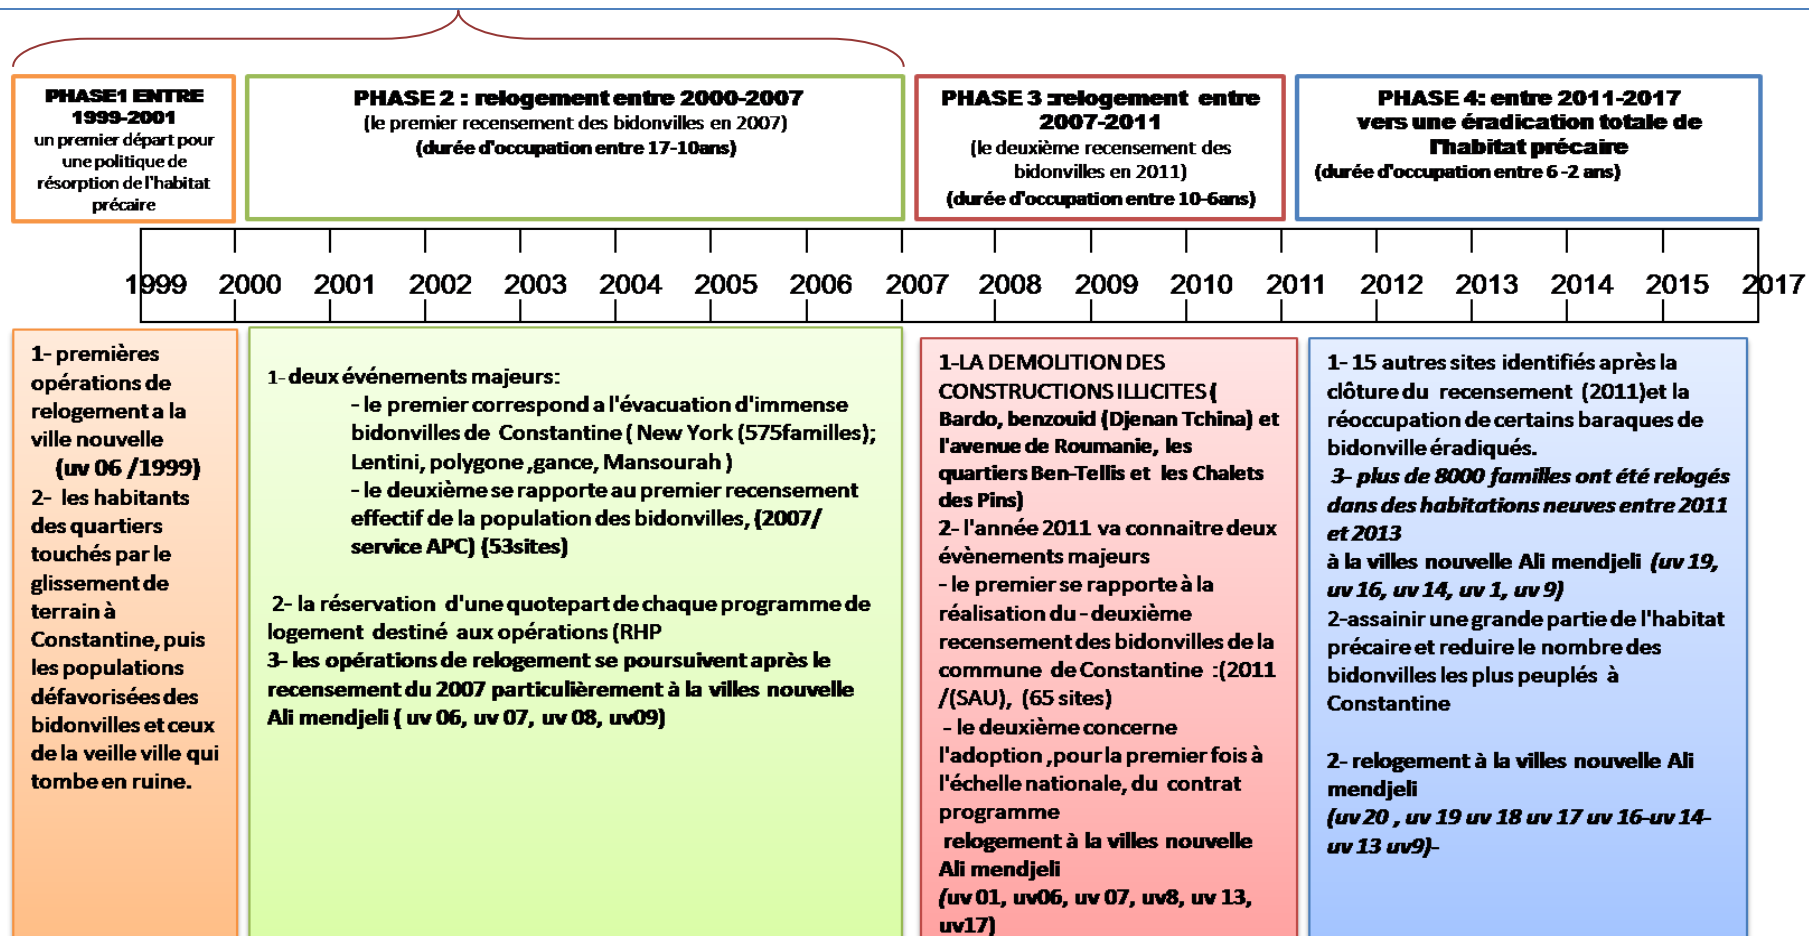 PHASE1 ENTRE
1999-2001
un premier départ pour
une politique de
résorption de l'habitat
précaire
PHASE 2 : relogement entre 2000-2007
(le premier recensement des bidonvilles en 2007)
(durée d'occupation entre 17-10ans)
PHASE 3 :relogement entre
2007-2011
(le deuxième recensement des
bidonvilles en 2011)
(durée d'occupation entre 10-6ans)
PHASE 4: entre 2011-2017
vers une éradication totale de
l'habitat précaire
(durée d'occupation entre 6 -2 ans)
1999 2000 2001 2002 2003 2004 2005 2006 2007 2008 2009 2010 2011 2012 2013 2014 2015 2017
1- premières
opérations de
relogement a la
ville nouvelle
(uv 06 /1999)
2- les habitants
des quartiers
touchés par le
glissement de
terrain à
Constantine, puis
les populations
défavorisées des
bidonvilles et ceux
de la veille ville qui
tombe en ruine.
1- deux événements majeurs:
- le premier correspond a l'évacuation d'immense
bidonvilles de Constantine ( New York (575familles);
Lentini, polygone ,gance, Mansourah )
- le deuxième se rapporte au premier recensement
effectif de la population des bidonvilles, (2007/
service APC) (53sites)
2- la réservation d'une quotepart de chaque programme de
logement destiné aux opérations (RHP
3- les opérations de relogement se poursuivent après le
recensement du 2007 particulièrement à la villes nouvelle
Ali mendjeli ( uv 06, uv 07, uv 08, uv09)
1-LA DEMOLITION DES
CONSTRUCTIONS ILLICITES (
Bardo, benzouid (Djenan Tchina) et
l'avenue de Roumanie, les
quartiers Ben-Tellis et les Chalets
des Pins)
2- l'année 2011 va connaitre deux
évènements majeurs
- le premier se rapporte à la
réalisation du - deuxième
recensement des bidonvilles de la
commune de Constantine :(2011
/(SAU), (65 sites)
- le deuxième concerne
l'adoption ,pour la premier fois à
l'échelle nationale, du contrat
programme
relogement à la villes nouvelle
Ali mendjeli
(uv 01, uv06, uv 07, uv8, uv 13,
uv17)
1- 15 autres sites identifiés après la
clôture du recensement (2011)et la
réoccupation de certains baraques de
bidonville éradiqués.
3- plus de 8000 familles ont été relogés
dans des habitations neuves entre 2011
et 2013
à la villes nouvelle Ali mendjeli (uv 19,
uv 16, uv 14, uv 1, uv 9)
2-assainir une grande partie de l'habitat
précaire et reduire le nombre des
bidonvilles les plus peuplés à
Constantine
2- relogement à la villes nouvelle Ali
mendjeli
(uv 20 , uv 19 uv 18 uv 17 uv 16-uv 14-
uv 13 uv9)-